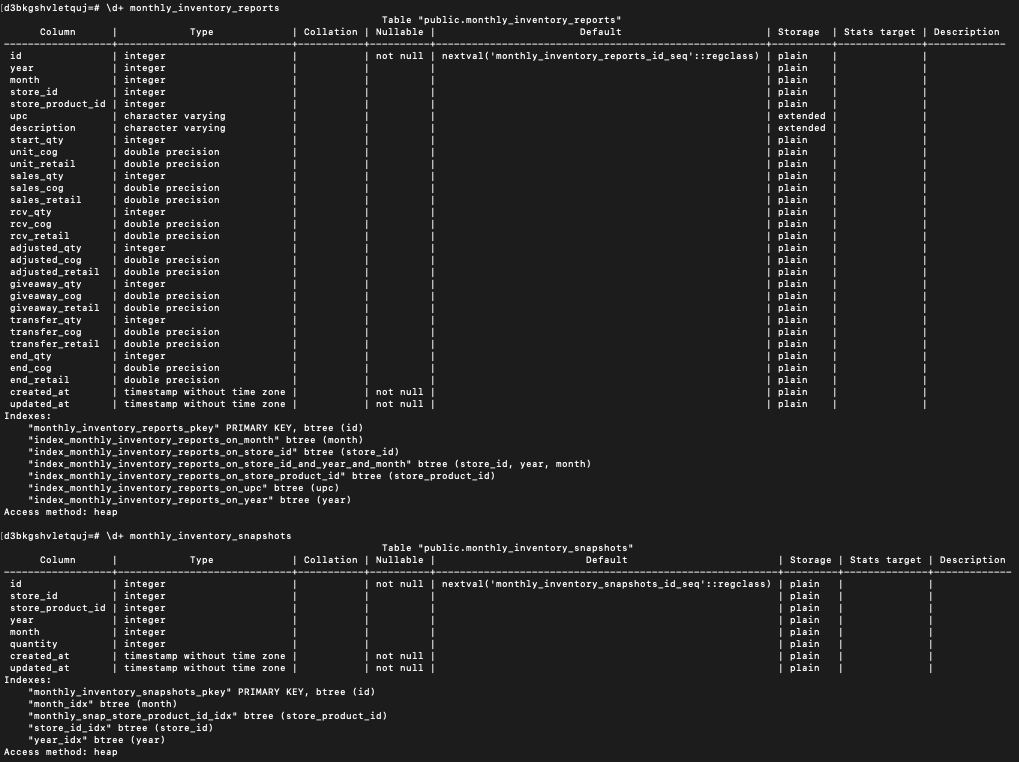 [d3bkgshvletquj=# \d+ monthly_inventory_reports
                                                               Table "public.monthly_inventory_reports"
      Column      |            Type             | Collation | Nullable |                        Default                        | Storage  | Stats target | Description
------------------+-----------------------------+-----------+----------+-------------------------------------------------------+----------+--------------+-------------
 id               | integer                     |           | not null | nextval('monthly_inventory_reports_id_seq'::regclass) | plain    |              |
 year             | integer                     |           |          |                                                       | plain    |              |
 month            | integer                     |           |          |                                                       | plain    |              |
 store_id         | integer                     |           |          |                                                       | plain    |              |
 store_product_id | integer                     |           |          |                                                       | plain    |              |
 upc              | character varying           |           |          |                                                       | extended |              |
 description      | character varying           |           |          |                                                       | extended |              |
 start_qty        | integer                     |           |          |                                                       | plain    |              |
 unit_cog         | double precision            |           |          |                                                       | plain    |              |
 unit_retail      | double precision            |           |          |                                                       | plain    |              |
 sales_qty        | integer                     |           |          |                                                       | plain    |              |
 sales_cog        | double precision            |           |          |                                                       | plain    |              |
 sales_retail     | double precision            |           |          |                                                       | plain    |              |
 rcv_qty          | integer                     |           |          |                                                       | plain    |              |
 rcv_cog          | double precision            |           |          |                                                       | plain    |              |
 rcv_retail       | double precision            |           |          |                                                       | plain    |              |
 adjusted_qty     | integer                     |           |          |                                                       | plain    |              |
 adjusted_cog     | double precision            |           |          |                                                       | plain    |              |
 adjusted_retail  | double precision            |           |          |                                                       | plain    |              |
 giveaway_qty     | integer                     |           |          |                                                       | plain    |              |
 giveaway_cog     | double precision            |           |          |                                                       | plain    |              |
 giveaway_retail  | double precision            |           |          |                                                       | plain    |              |
 transfer_qty     | integer                     |           |          |                                                       | plain    |              |
 transfer_cog     | double precision            |           |          |                                                       | plain    |              |
 transfer_retail  | double precision            |           |          |                                                       | plain    |              |
 end_qty          | integer                     |           |          |                                                       | plain    |              |
 end_cog          | double precision            |           |          |                                                       | plain    |              |
 end_retail       | double precision            |           |          |                                                       | plain    |              |
 created_at       | timestamp without time zone |           | not null |                                                       | plain    |              |
 updated_at       | timestamp without time zone |           | not null |                                                       | plain    |              |
Indexes:
    "monthly_inventory_reports_pkey" PRIMARY KEY, btree (id)
    "index_monthly_inventory_reports_on_month" btree (month)
    "index_monthly_inventory_reports_on_store_id" btree (store_id)
    "index_monthly_inventory_reports_on_store_id_and_year_and_month" btree (store_id, year, month)
    "index_monthly_inventory_reports_on_store_product_id" btree (store_product_id)
    "index_monthly_inventory_reports_on_upc" btree (upc)
    "index_monthly_inventory_reports_on_year" btree (year)
Access method: heap

[d3bkgshvletquj=# \d+ monthly_inventory_snapshots
                                                               Table "public.monthly_inventory_snapshots"
      Column      |            Type             | Collation | Nullable |                         Default                         | Storage | Stats target | Description
------------------+-----------------------------+-----------+----------+---------------------------------------------------------+---------+--------------+-------------
 id               | integer                     |           | not null | nextval('monthly_inventory_snapshots_id_seq'::regclass) | plain   |              |
 store_id         | integer                     |           |          |                                                         | plain   |              |
 store_product_id | integer                     |           |          |                                                         | plain   |              |
 year             | integer                     |           |          |                                                         | plain   |              |
 month            | integer                     |           |          |                                                         | plain   |              |
 quantity         | integer                     |           |          |                                                         | plain   |              |
 created_at       | timestamp without time zone |           | not null |                                                         | plain   |              |
 updated_at       | timestamp without time zone |           | not null |                                                         | plain   |              |
Indexes:
    "monthly_inventory_snapshots_pkey" PRIMARY KEY, btree (id)
    "month_idx" btree (month)
    "monthly_snap_store_product_id_idx" btree (store_product_id)
    "store_id_idx" btree (store_id)
    "year_idx" btree (year)
Access method: heap